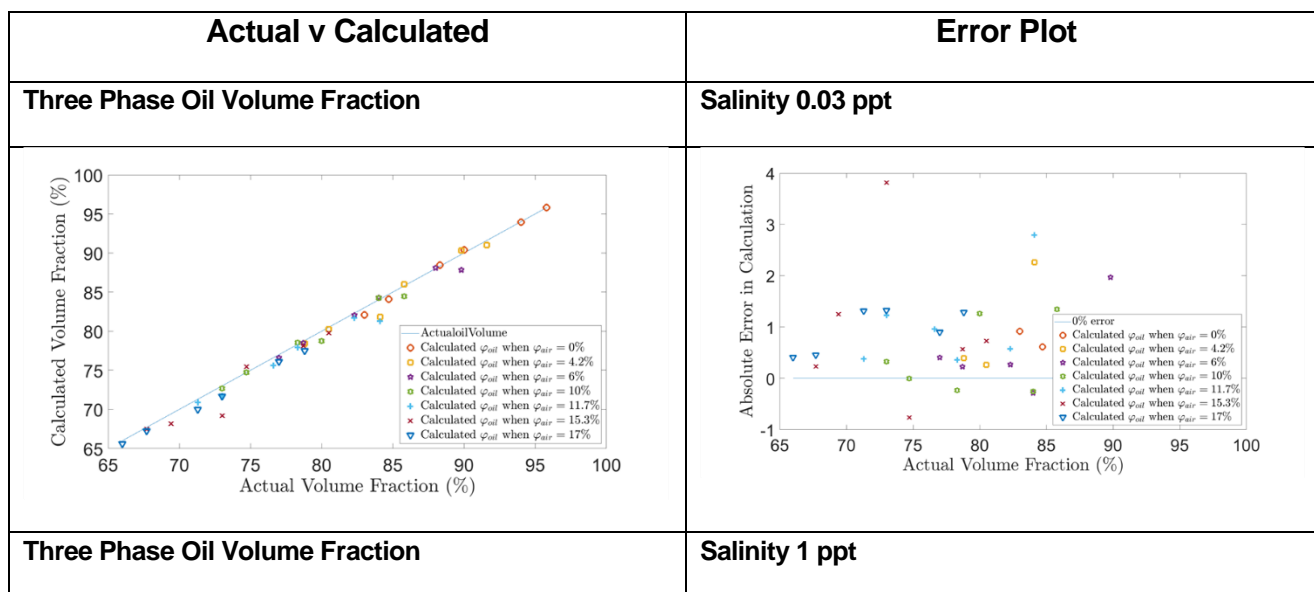 Actual v Calculated
Error Plot
Three Phase Oil Volume Fraction
Salinity 0.03 ppt
100
95
90
85
80
75
70
65
Calculated Volume Fraction (%)
ActualoilVolume
Calculated φoil when φair = 0%
Calculated φoil when φair = 4.2%
Calculated φoil when φair = 6%
Calculated φoil when φair = 10%
Calculated φoil when φair = 11.7%
Calculated φoil when φair = 15.3%
Calculated φoil when φair = 17%
65 70 75 80 85 90 95 100
Actual Volume Fraction (%)
4
3
2
1
0
-1
Absolute Error in Calculation
0% error
Calculated φoil when φair = 0%
Calculated φoil when φair = 4.2%
Calculated φoil when φair = 6%
Calculated φoil when φair = 10%
Calculated φoil when φair = 11.7%
Calculated φoil when φair = 15.3%
Calculated φoil when φair = 17%
65 70 75 80 85 90 95 100
Actual Volume Fraction (%)
Three Phase Oil Volume Fraction
Salinity 1 ppt